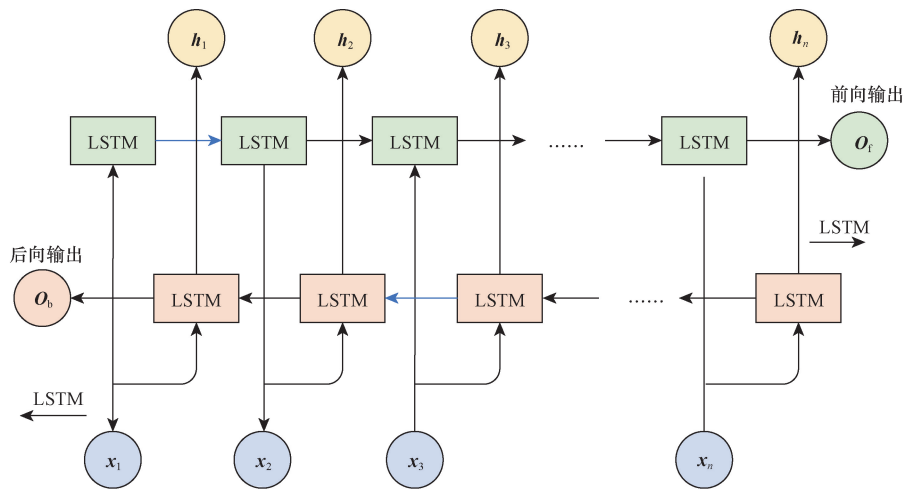 h1 h2 h3 hn
前向输出
LSTM LSTM LSTM …… LSTM Of
LSTM
后向输出
Ob LSTM LSTM LSTM …… LSTM
LSTM
x1 x2 x3 xn